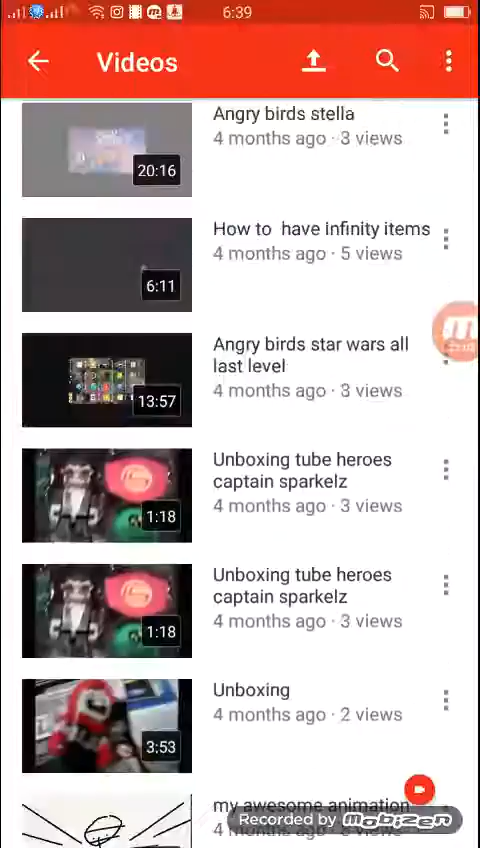 6:39
Videos
Angry birds stella
4 months ago · 3 views
20:16
How to  have infinity items
4 months ago · 5 views
6:11
Angry birds star wars all
last level
4 months ago · 3 views
13:57
Unboxing tube heroes
captain sparkelz
4 months ago · 3 views
1:18
Unboxing tube heroes
captain sparkelz
4 months ago · 3 views
1:18
Unboxing
4 months ago · 2 views
3:53
my awesome animation
4 months ago ·  views
Recorded by mobizen